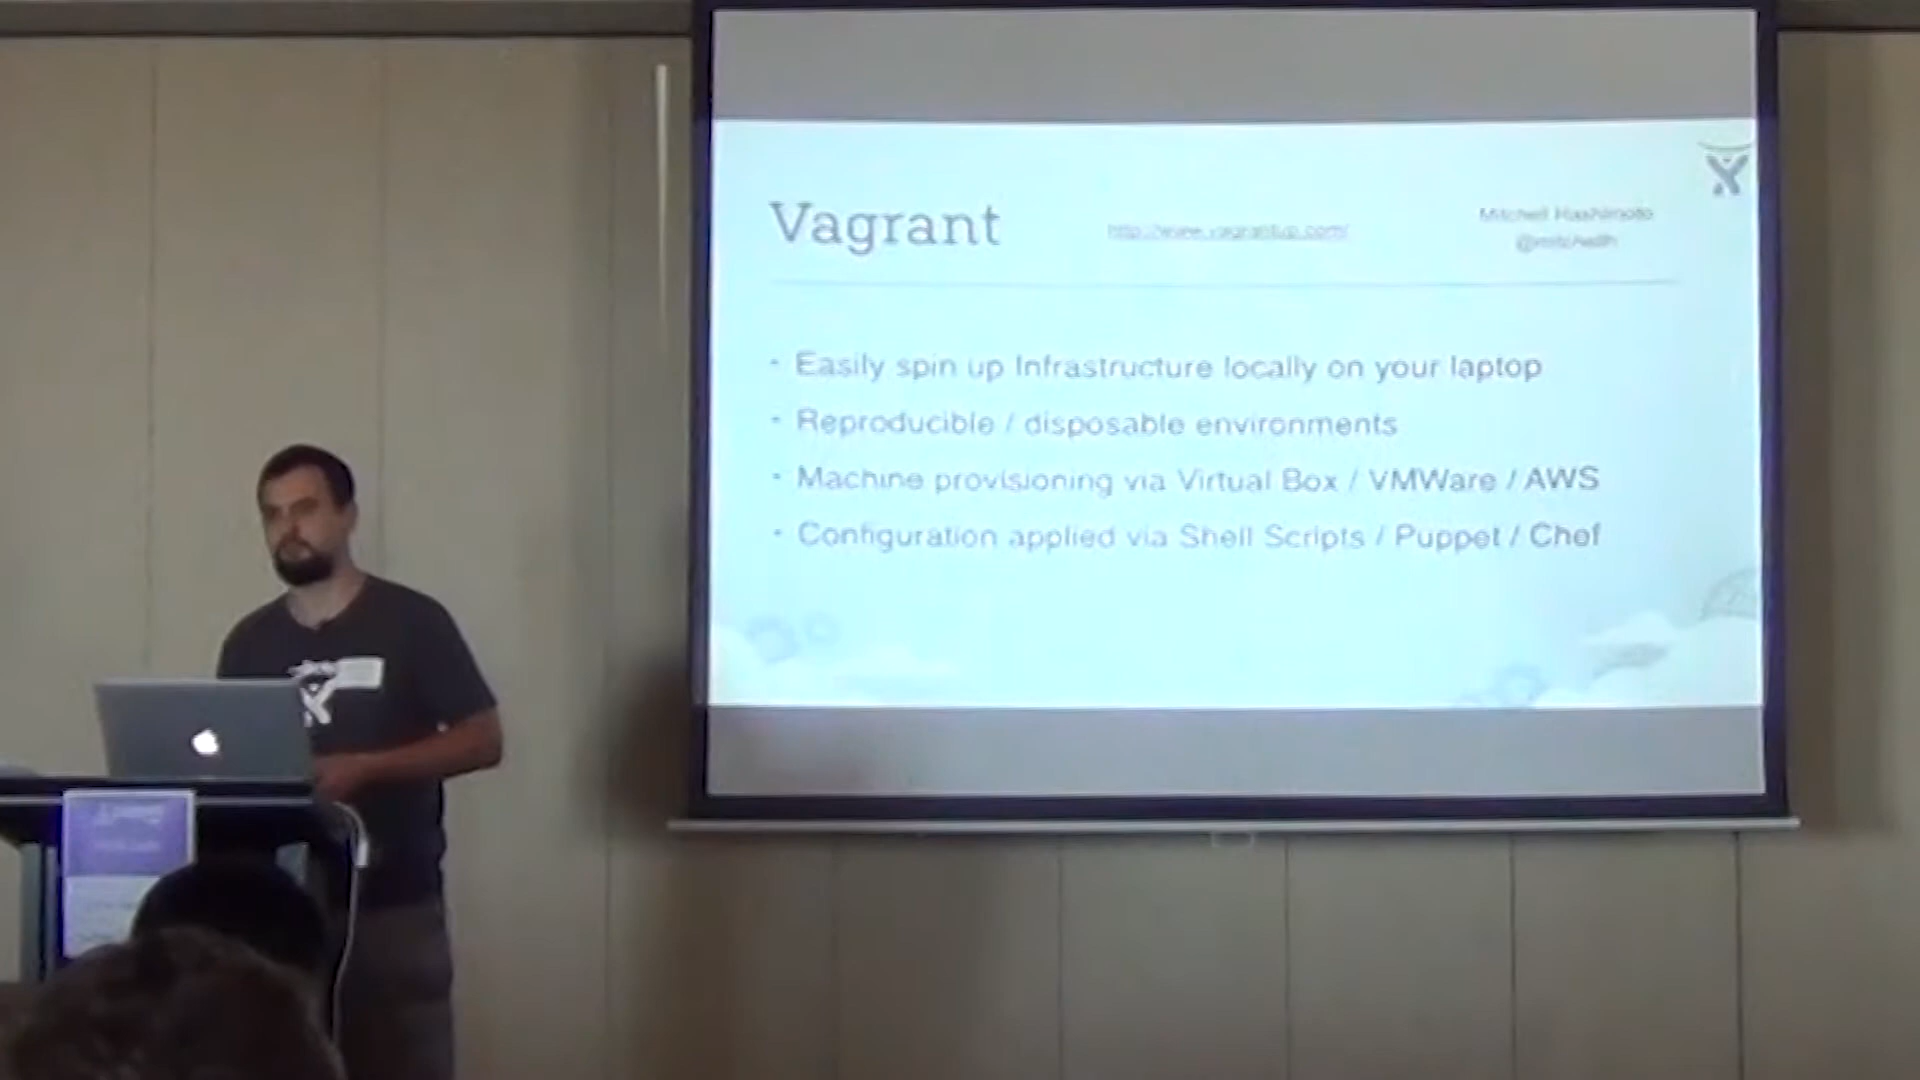 Vagrant
http://www.vagrantup.com/
Mitchell Hashimoto
@mitchellh
• Easily spin up Infrastructure locally on your laptop
• Reproducible / disposable environments
• Machine provisioning via Virtual Box / VMWare / AWS
• Configuration applied via Shell Scripts / Puppet / Chef